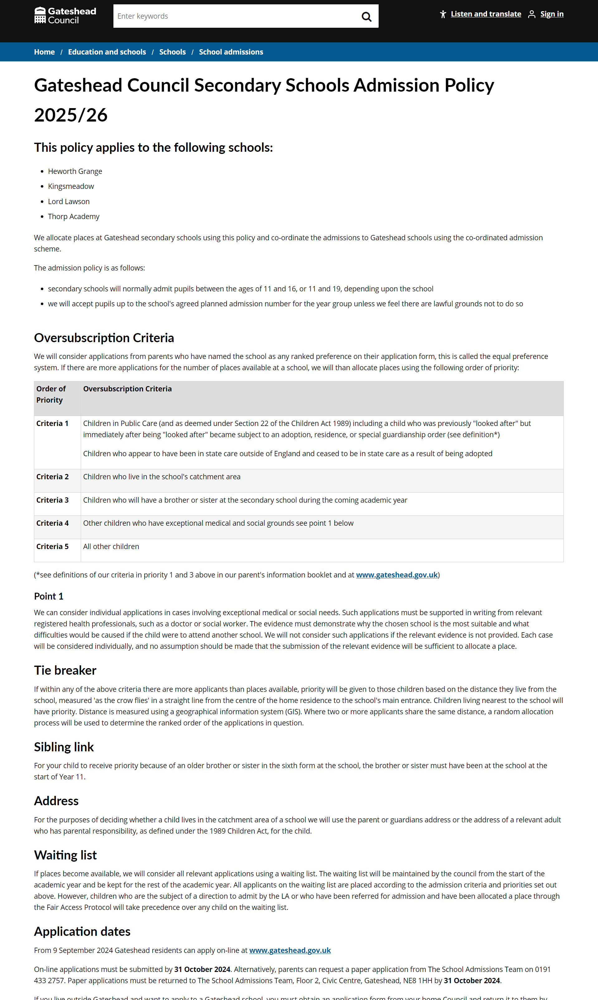 Gateshead
Council
Enter keywords
Listen and translate
Sign in
Home / Education and schools / Schools / School admissions
Gateshead Council Secondary Schools Admission Policy
2025/26
This policy applies to the following schools:
• Heworth Grange
• Kingsmeadow
• Lord Lawson
• Thorp Academy
We allocate places at Gateshead secondary schools using this policy and co-ordinate the admissions to Gateshead schools using the co-ordinated admission
scheme.
The admission policy is as follows:
• secondary schools will normally admit pupils between the ages of 11 and 16, or 11 and 19, depending upon the school
• we will accept pupils up to the school's agreed planned admission number for the year group unless we feel there are lawful grounds not to do so
Oversubscription Criteria
We will consider applications from parents who have named the school as any ranked preference on their application form, this is called the equal preference
system. If there are more applications for the number of places available at a school, we will than allocate places using the following order of priority:
Order of
Priority
Oversubscription Criteria
Criteria 1
Children in Public Care (and as deemed under Section 22 of the Children Act 1989) including a child who was previously "looked after" but
immediately after being "looked after" became subject to an adoption, residence, or special guardianship order (see definition*)
Children who appear to have been in state care outside of England and ceased to be in state care as a result of being adopted
Criteria 2
Children who live in the school's catchment area
Criteria 3
Children who will have a brother or sister at the secondary school during the coming academic year
Criteria 4
Other children who have exceptional medical and social grounds see point 1 below
Criteria 5
All other children
(*see definitions of our criteria in priority 1 and 3 above in our parent's information booklet and at www.gateshead.gov.uk)
Point 1
We can consider individual applications in cases involving exceptional medical or social needs. Such applications must be supported in writing from relevant
registered health professionals, such as a doctor or social worker. The evidence must demonstrate why the chosen school is the most suitable and what
difficulties would be caused if the child were to attend another school. We will not consider such applications if the relevant evidence is not provided. Each case
will be considered individually, and no assumption should be made that the submission of the relevant evidence will be sufficient to allocate a place.
Tie breaker
If within any of the above criteria there are more applicants than places available, priority will be given to those children based on the distance they live from the
school, measured 'as the crow flies' in a straight line from the centre of the home residence to the school's main entrance. Children living nearest to the school will
have priority. Distance is measured using a geographical information system (GIS). Where two or more applicants share the same distance, a random allocation
process will be used to determine the ranked order of the applications in question.
Sibling link
For your child to receive priority because of an older brother or sister in the sixth form at the school, the brother or sister must have been at the school at the
start of Year 11.
Address
For the purposes of deciding whether a child lives in the catchment area of a school we will use the parent or guardians address or the address of a relevant adult
who has parental responsibility, as defined under the 1989 Children Act, for the child.
Waiting list
If places become available, we will consider all relevant applications using a waiting list. The waiting list will be maintained by the council from the start of the
academic year and be kept for the rest of the academic year. All applicants on the waiting list are placed according to the admission criteria and priorities set out
above. However, children who are the subject of a direction to admit by the LA or who have been referred for admission and have been allocated a place through
the Fair Access Protocol will take precedence over any child on the waiting list.
Application dates
From 9 September 2024 Gateshead residents can apply on-line at www.gateshead.gov.uk
On-line applications must be submitted by 31 October 2024. Alternatively, parents can request a paper application from The School Admissions Team on 0191
433 2757. Paper applications must be returned to The School Admissions Team, Floor 2, Civic Centre, Gateshead, NE8 1HH by 31 October 2024.
If you live outside Gateshead and want to apply to a Gateshead school, you must obtain an application form from your home Council and return it to them by